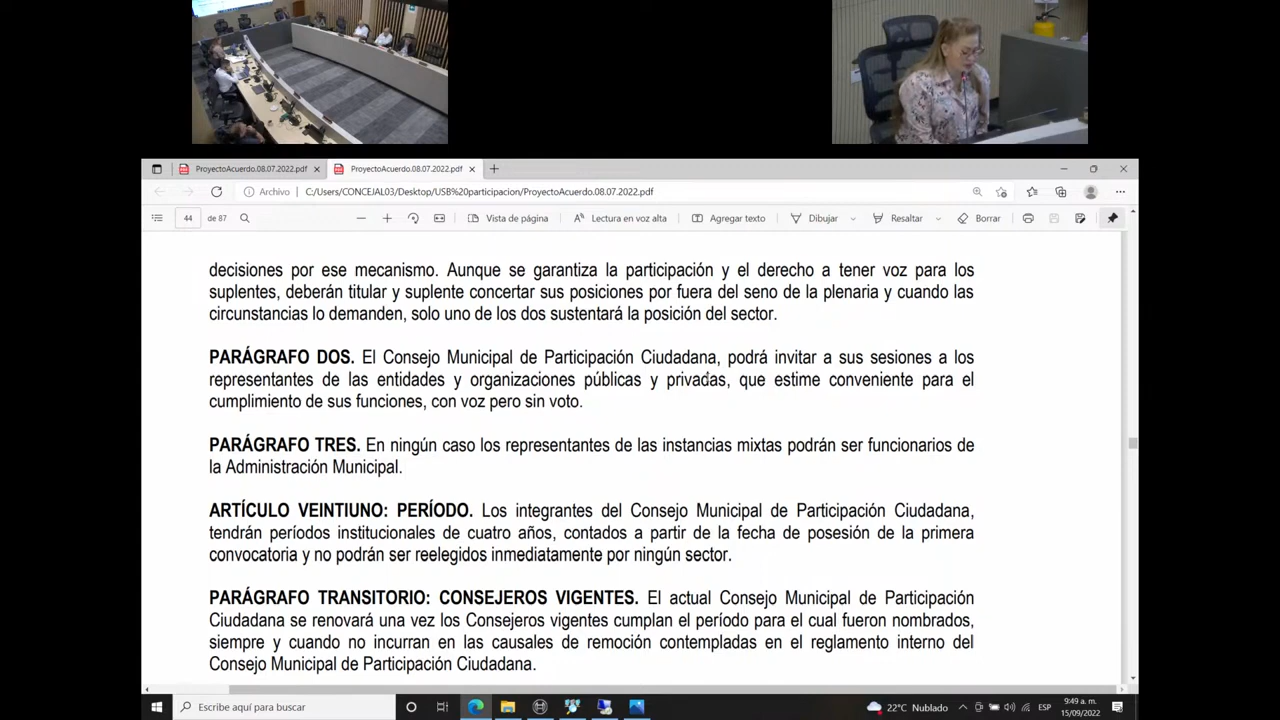 ProyectoAcuerdo.08.07.2022.pdf
ProyectoAcuerdo.08.07.2022.pdf
Archivo
C:/Users/CONCEJAL03/Desktop/USB%20participacion/ProyectoAcuerdo.08.07.2022.pdf
44 de 87
Vista de página
Lectura en voz alta
Agregar texto
Dibujar
Resaltar
Borrar
decisiones por ese mecanismo. Aunque se garantiza la participación y el derecho a tener voz para los
suplentes, deberán titular y suplente concertar sus posiciones por fuera del seno de la plenaria y cuando las
circunstancias lo demanden, solo uno de los dos sustentará la posición del sector.
PARÁGRAFO DOS. El Consejo Municipal de Participación Ciudadana, podrá invitar a sus sesiones a los
representantes de las entidades y organizaciones públicas y privadas, que estime conveniente para el
cumplimiento de sus funciones, con voz pero sin voto.
PARÁGRAFO TRES. En ningún caso los representantes de las instancias mixtas podrán ser funcionarios de
la Administración Municipal.
ARTÍCULO VEINTIUNO: PERÍODO. Los integrantes del Consejo Municipal de Participación Ciudadana,
tendrán períodos institucionales de cuatro años, contados a partir de la fecha de posesión de la primera
convocatoria y no podrán ser reelegidos inmediatamente por ningún sector.
PARÁGRAFO TRANSITORIO: CONSEJEROS VIGENTES. El actual Consejo Municipal de Participación
Ciudadana se renovará una vez los Consejeros vigentes cumplan el período para el cual fueron nombrados,
siempre y cuando no incurran en las causales de remoción contempladas en el reglamento interno del
Consejo Municipal de Participación Ciudadana.
Escribe aquí para buscar
22°C Nublado
ESP
9:49 a. m.
15/09/2022